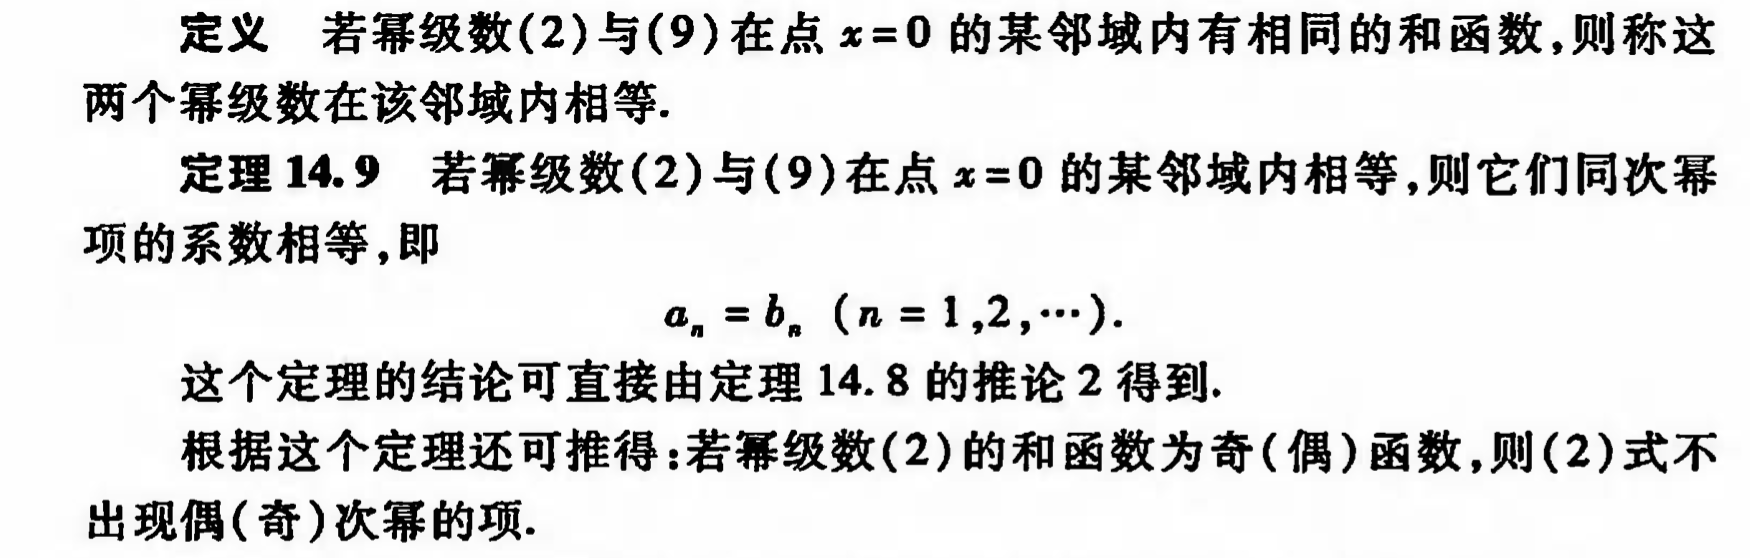 定义 若幂级数(2)与(9)在点 x=0 的某邻域内有相同的和函数,则称这
两个幂级数在该邻域内相等.
定理 14.9 若幂级数(2)与(9)在点 x=0 的某邻域内相等,则它们同次幂
项的系数相等,即
aₙ = bₙ (n = 1,2,⋯).
这个定理的结论可直接由定理 14.8 的推论 2 得到.
根据这个定理还可推得:若幂级数(2)的和函数为奇(偶)函数,则(2)式不
出现偶(奇)次幂的项.